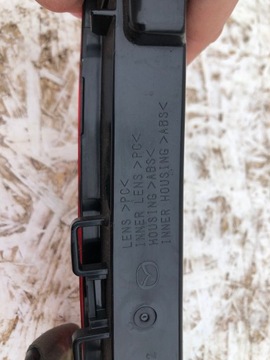 LENS >PC<
INNER LENS >PC<
HOUSING >ABS<
INNER HOUSING >ABS<